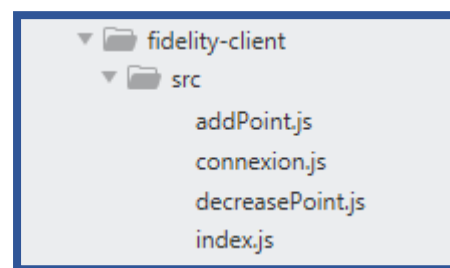 fidelity-client
src
addPoint.js
connexion.js
decreasePoint.js
index.js